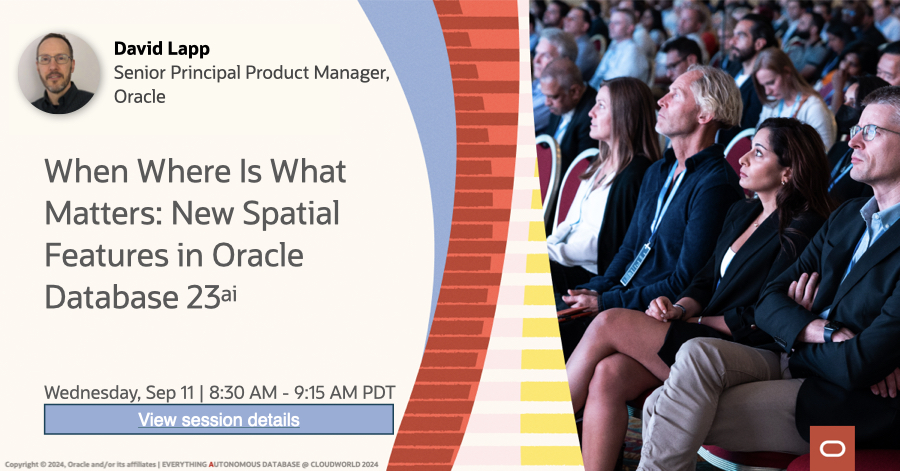 David Lapp
Senior Principal Product Manager,
Oracle
When Where Is What
Matters: New Spatial
Features in Oracle
Database 23ai
Wednesday, Sep 11 | 8:30 AM - 9:15 AM PDT
View session details
Copyright © 2024, Oracle and/or its affiliates | EVERYTHING AUTONOMOUS DATABASE @ CLOUDWORLD 2024